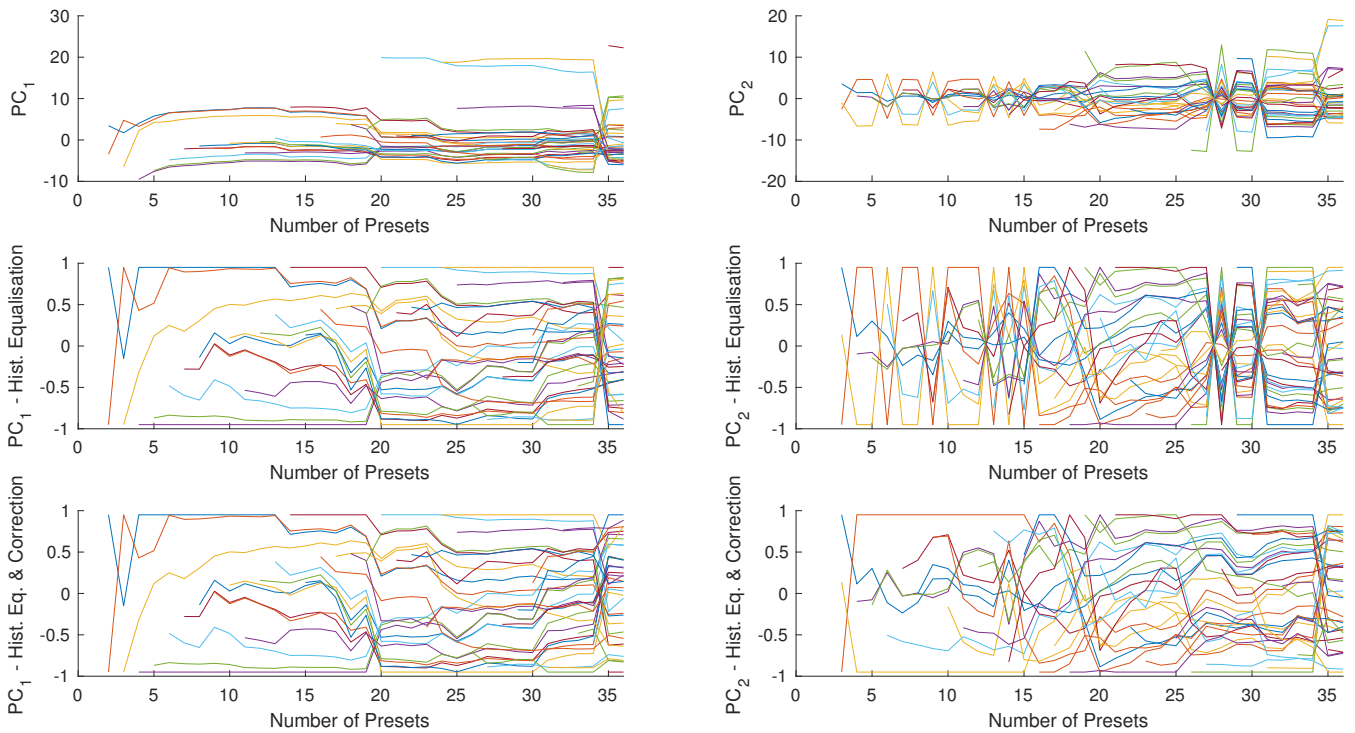 30
20
10
0
-10
PC1
0 5 10 15 20 25 30 35
Number of Presets
20
10
0
-10
-20
PC2
0 5 10 15 20 25 30 35
Number of Presets
1
0.5
0
-0.5
-1
PC1 - Hist. Equalisation
0 5 10 15 20 25 30 35
Number of Presets
1
0.5
0
-0.5
-1
PC2 - Hist. Equalisation
0 5 10 15 20 25 30 35
Number of Presets
1
0.5
0
-0.5
-1
PC1 - Hist. Eq. & Correction
0 5 10 15 20 25 30 35
Number of Presets
1
0.5
0
-0.5
-1
PC2 - Hist. Eq. & Correction
0 5 10 15 20 25 30 35
Number of Presets